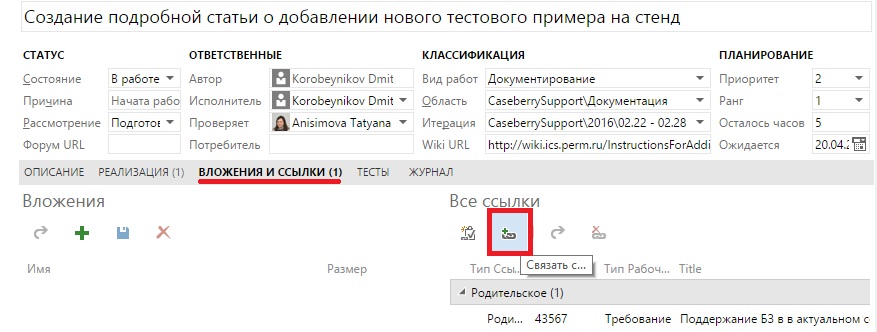 Создание подробной статьи о добавлении нового тестового примера на стенд
СТАТУС ОТВЕТСТВЕННЫЕ КЛАССИФИКАЦИЯ ПЛАНИРОВАНИЕ
Состояние В работе Автор Korobeynikov Dmit Вид работ Документирование Приоритет 2
Причина Начата рабо Исполнитель Korobeynikov Dmit Область CaseberrySupport\Документация Ранг 1
Рассмотрение Подготов Проверяет Anisimova Tatyana Итерация CaseberrySupport\2016\02.22 - 02.28 Осталось часов 5
Форум URL Потребитель Wiki URL http://wiki.ics.perm.ru/InstructionsForAddi Ожидается 20.04.2
ОПИСАНИЕ РЕАЛИЗАЦИЯ (1) ВЛОЖЕНИЯ И ССЫЛКИ (1) ТЕСТЫ ЖУРНАЛ
Вложения Все ссылки
Связать с...
Имя Размер Тип Ссы... Тип Рабоч... Title
Родительское (1)
Роди... 43567 Требование Поддержание БЗ в в актуальном со